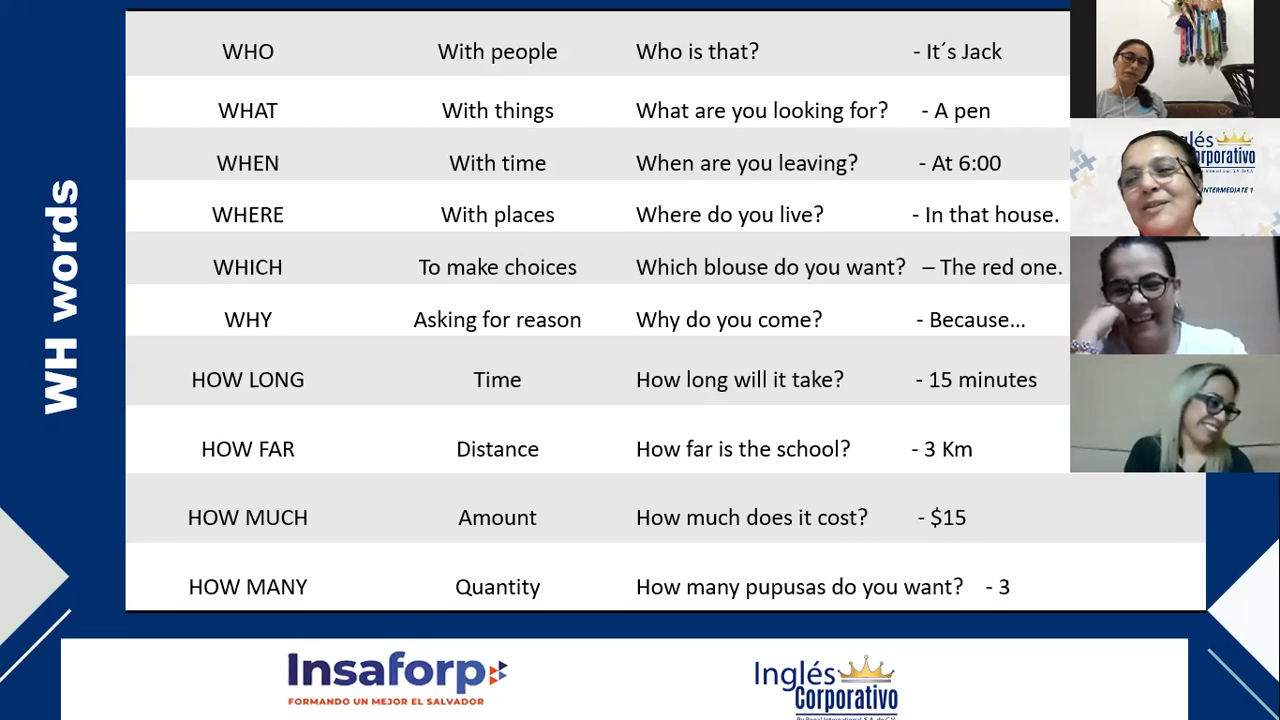 WH words
WHO With people Who is that? - It´s Jack
WHAT With things What are you looking for? - A pen
WHEN With time When are you leaving? - At 6:00
WHERE With places Where do you live? - In that house.
WHICH To make choices Which blouse do you want? – The red one.
WHY Asking for reason Why do you come? - Because...
HOW LONG Time How long will it take? - 15 minutes
HOW FAR Distance How far is the school? - 3 Km
HOW MUCH Amount How much does it cost? - $15
HOW MANY Quantity How many pupusas do you want? - 3
Insaforp
FORMANDO UN MEJOR EL SALVADOR
Inglés
Corporativo
glés
orporativo
INTERMEDIATE 1